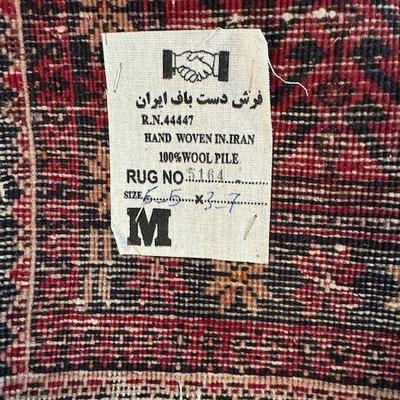 فرش دست باف ایران
R.N.44447
HAND WOVEN IN.IRAN
100%WOOL PILE
RUG NO 5164
SIZE 6-5 x 3-7
M